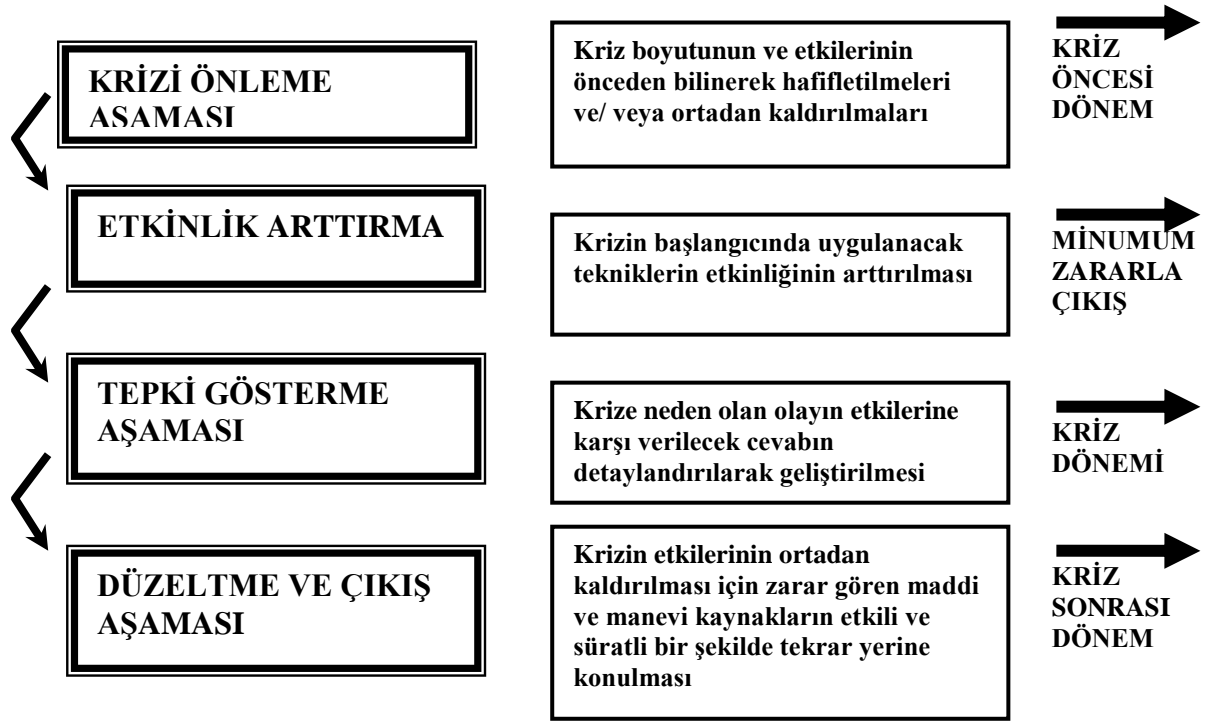 KRİZİ ÖNLEME
AŞAMASI
Kriz boyutunun ve etkilerinin
önceden bilinerek hafifletilmeleri
ve/ veya ortadan kaldırılmaları
KRİZ
ÖNCESİ
DÖNEM
ETKİNLİK ARTTIRMA
Krizin başlangıcında uygulanacak
tekniklerin etkinliğinin arttırılması
MİNUMUM
ZARARLA
ÇIKIŞ
TEPKİ GÖSTERME
AŞAMASI
Krize neden olan olayın etkilerine
karşı verilecek cevabın
detaylandırılarak geliştirilmesi
KRİZ
DÖNEMİ
DÜZELTME VE ÇIKIŞ
AŞAMASI
Krizin etkilerinin ortadan
kaldırılması için zarar gören maddi
ve manevi kaynakların etkili ve
süratli bir şekilde tekrar yerine
konulması
KRİZ
SONRASI
DÖNEM